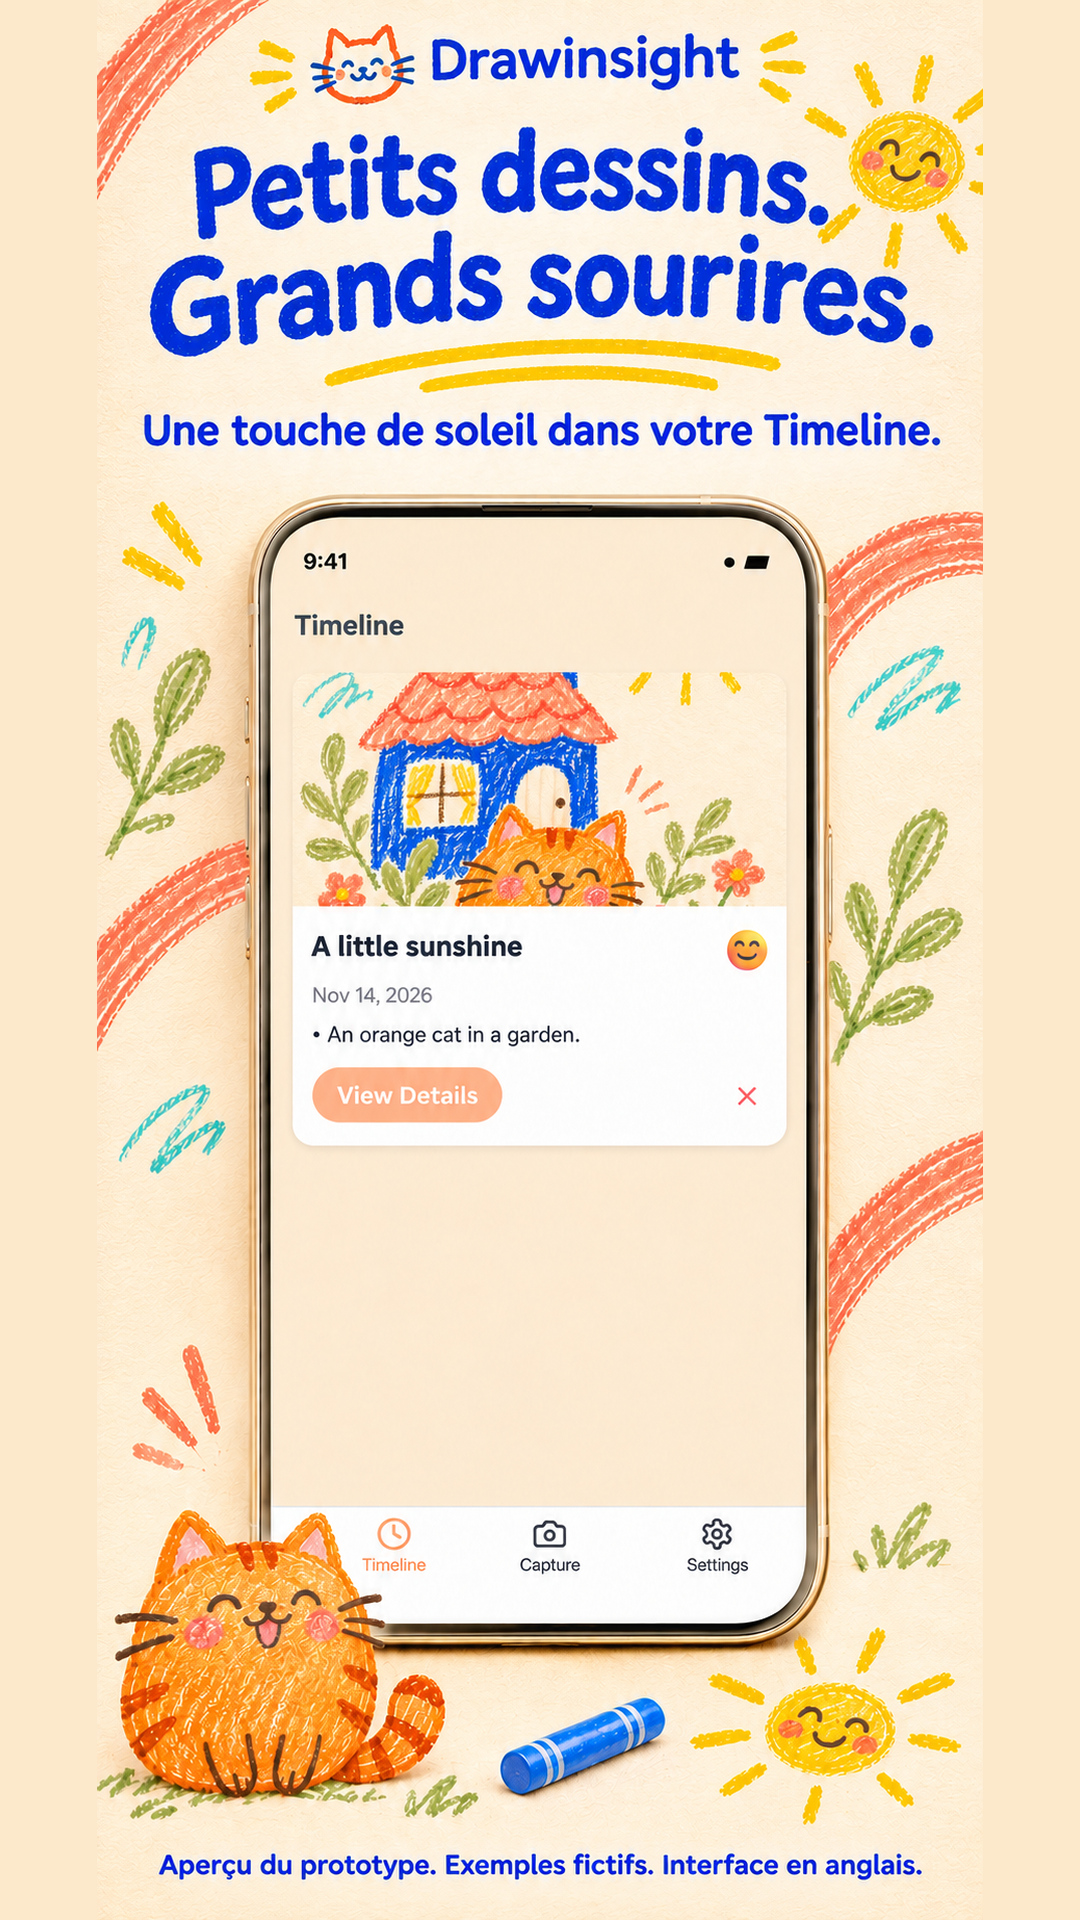 Drawinsight
Petits dessins.
Grands sourires.
Une touche de soleil dans votre Timeline.
9:41
Timeline
A little sunshine
Nov 14, 2026
• An orange cat in a garden.
View Details
Timeline
Capture
Settings
Aperçu du prototype. Exemples fictifs. Interface en anglais.